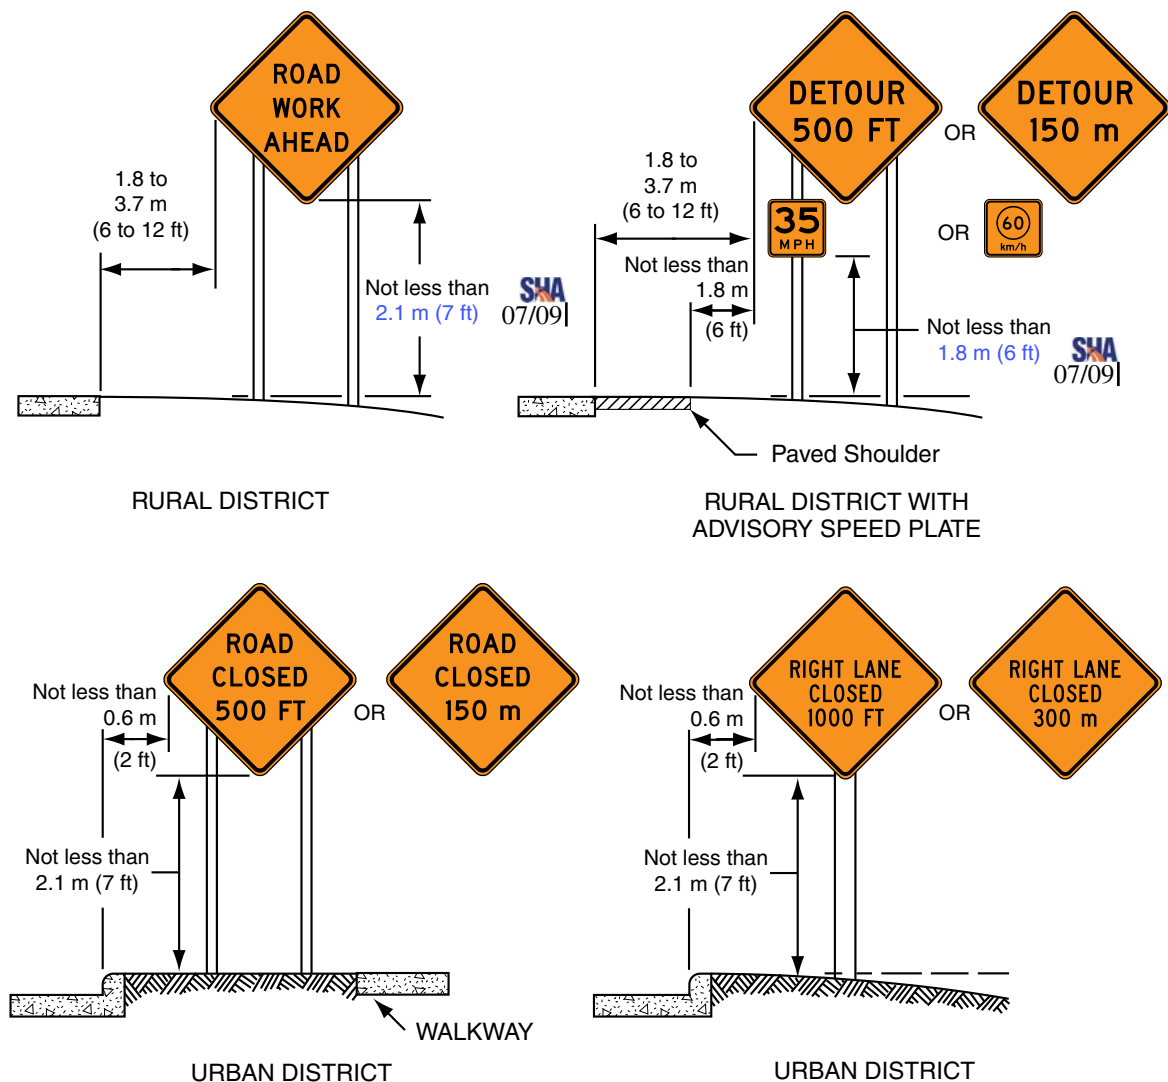 ROAD
WORK
AHEAD
1.8 to
3.7 m
(6 to 12 ft)
Not less than
2.1 m (7 ft)
SHA
07/09
RURAL DISTRICT
DETOUR
500 FT
OR
DETOUR
150 m
35
MPH
OR
60
km/h
1.8 to
3.7 m
(6 to 12 ft)
Not less than
1.8 m
(6 ft)
Not less than
1.8 m (6 ft)
SHA
07/09
Paved Shoulder
RURAL DISTRICT WITH
ADVISORY SPEED PLATE
ROAD
CLOSED
500 FT
OR
ROAD
CLOSED
150 m
Not less than
0.6 m
(2 ft)
Not less than
2.1 m (7 ft)
WALKWAY
URBAN DISTRICT
RIGHT LANE
CLOSED
1000 FT
OR
RIGHT LANE
CLOSED
300 m
Not less than
0.6 m
(2 ft)
Not less than
2.1 m (7 ft)
URBAN DISTRICT